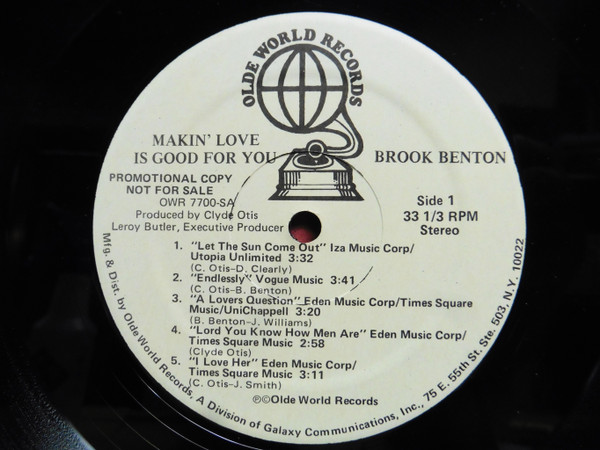 OLDE WORLD RECORDS
MAKIN' LOVE
IS GOOD FOR YOU
BROOK BENTON
PROMOTIONAL COPY
NOT FOR SALE
OWR 7700-SA
Produced by Clyde Otis
Leroy Butler, Executive Producer
Side 1
33 1/3 RPM
Stereo
1. "Let The Sun Come Out" Iza Music Corp/
Utopia Unlimited 3:32
(C. Otis-D. Clearly)
2. "Endlessly" Vogue Music 3:41
(C. Otis-B. Benton)
3. "A Lovers Question" Eden Music Corp/Times Square
Music/UniChappell 3:20
(B. Benton-J. Williams)
4. "Lord You Know How Men Are" Eden Music Corp/
Times Square Music 2:58
(Clyde Otis)
5. "I Love Her" Eden Music Corp/
Times Square Music 3:11
(C. Otis-J. Smith)
℗©Olde World Records
Mfg. & Dist. by Olde World Records, A Division of Galaxy Communications, Inc., 75 E. 55th St. Ste. 503, N.Y. 10022